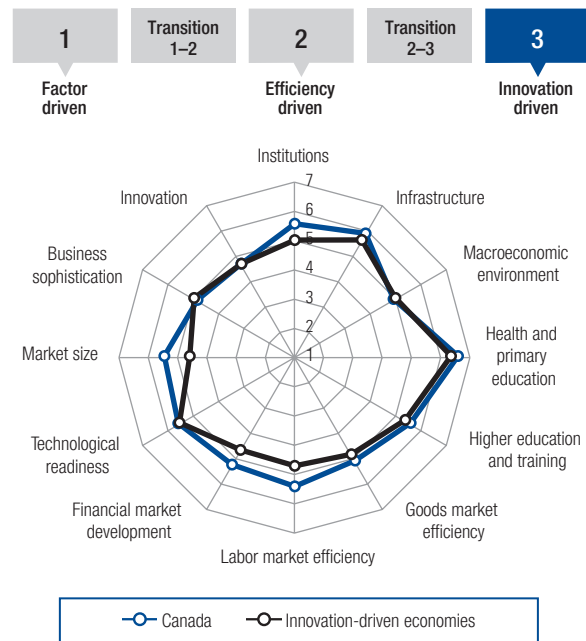 1
Transition
1–2
2
Transition
2–3
3
Factor
driven
Efficiency
driven
Innovation
driven
Institutions
Innovation
Infrastructure
Business
sophistication
Macroeconomic
environment
Market size
Health and
primary
education
Technological
readiness
Higher education
and training
Financial market
development
Goods market
efficiency
Labor market efficiency
7
6
5
4
3
2
1
Canada
Innovation-driven economies